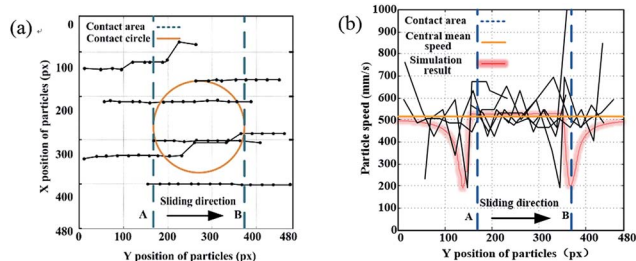 (a)
Contact area
Contact circle
X position of particles (px)
0
100
200
300
400
480
A
Sliding direction
B
0
100
200
300
400
480
Y position of particles (px)
(b)
Contact area
Central mean
speed
Simulation
result
Particle speed (mm/s)
1000
900
800
700
600
500
400
300
200
100
0
A
Sliding direction
B
0
100
200
300
400
480
Y position of particles (px)